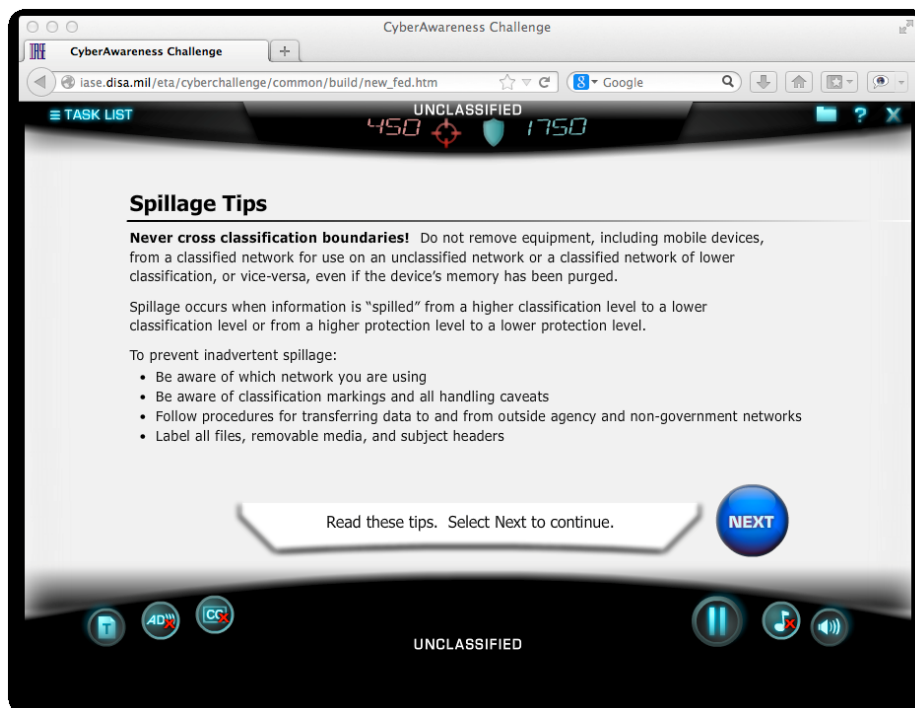 CyberAwareness Challenge
CyberAwareness Challenge
iase.disa.mil/eta/cyberchallenge/common/build/new_fed.htm
8 Google
TASK LIST
UNCLASSIFIED
450 1750
? X
Spillage Tips
Never cross classification boundaries! Do not remove equipment, including mobile devices,
from a classified network for use on an unclassified network or a classified network of lower
classification, or vice-versa, even if the device's memory has been purged.
Spillage occurs when information is “spilled” from a higher classification level to a lower
classification level or from a higher protection level to a lower protection level.
To prevent inadvertent spillage:
• Be aware of which network you are using
• Be aware of classification markings and all handling caveats
• Follow procedures for transferring data to and from outside agency and non-government networks
• Label all files, removable media, and subject headers
Read these tips. Select Next to continue.
NEXT
T
AD
CC
UNCLASSIFIED